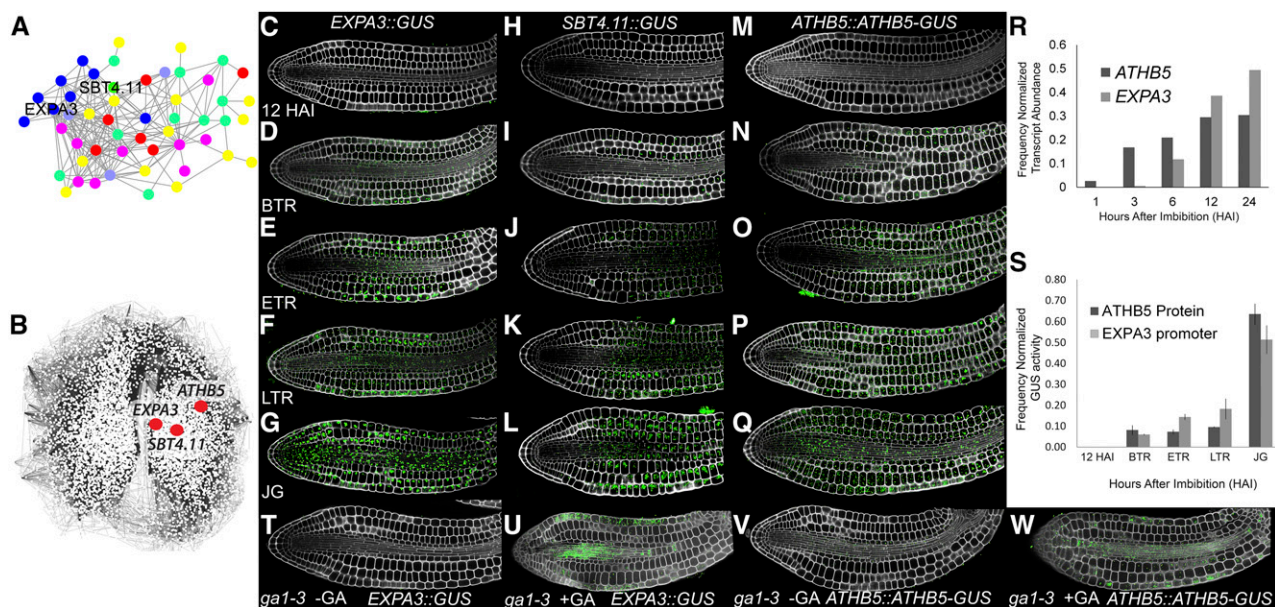 A
SBT4.11
EXPA3
B
ATHB5
EXPA3
SBT4.11
C
EXPA3::GUS
H
SBT4.11::GUS
M
ATHB5::ATHB5-GUS
12 HAI
D
I
N
BTR
E
J
O
ETR
F
K
P
LTR
G
L
Q
JG
T
U
V
W
ga1-3 -GA EXPA3::GUS
ga1-3 +GA EXPA3::GUS
ga1-3 -GA ATHB5::ATHB5-GUS
ga1-3 +GA ATHB5::ATHB5-GUS
R
Frequency Normalized
Transcript Abundance
0.6
0.5
0.4
0.3
0.2
0.1
0
ATHB5
EXPA3
1 3 6 12 24
Hours After Imbibition (HAI)
S
Frequency Normalized
GUS activity
0.80
0.70
0.60
0.50
0.40
0.30
0.20
0.10
0.00
ATHB5 Protein
EXPA3 promoter
12 HAI BTR ETR LTR JG
Hours After Imbibition (HAI)